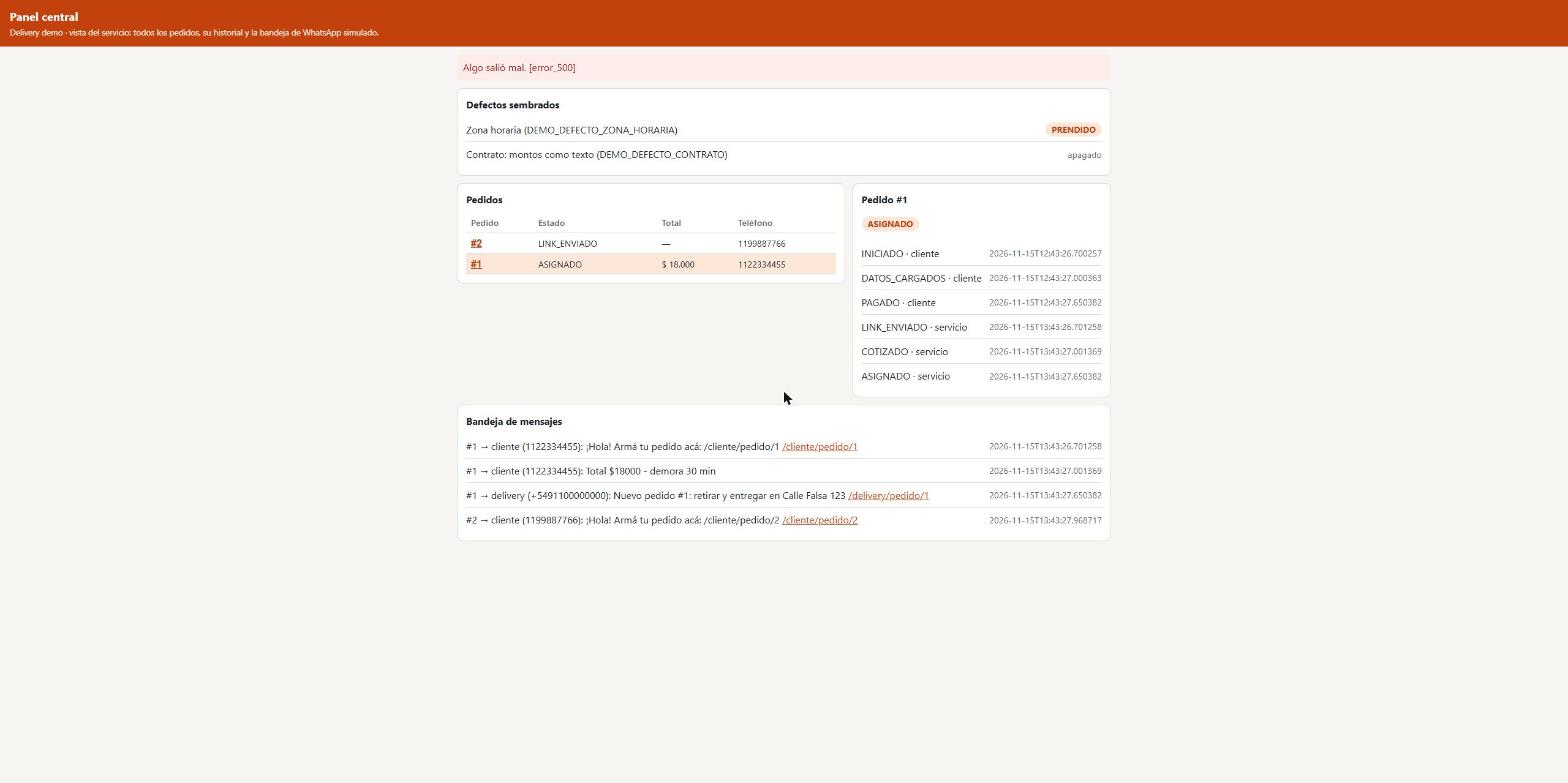 Panel central
Delivery demo · vista del servicio: todos los pedidos, su historial y la bandeja de WhatsApp simulado.
Algo salió mal. [error_500]
Defectos sembrados
Zona horaria (DEMO_DEFECTO_ZONA_HORARIA) PRENDIDO
Contrato: montos como texto (DEMO_DEFECTO_CONTRATO) apagado
Pedidos
Pedido Estado Total Teléfono
#2 LINK_ENVIADO — 1199887766
#1 ASIGNADO $ 18.000 1122334455
Pedido #1
ASIGNADO
INICIADO · cliente 2026-11-15T12:43:26.700257
DATOS_CARGADOS · cliente 2026-11-15T12:43:27.000363
PAGADO · cliente 2026-11-15T12:43:27.650382
LINK_ENVIADO · servicio 2026-11-15T13:43:26.701258
COTIZADO · servicio 2026-11-15T13:43:27.001369
ASIGNADO · servicio 2026-11-15T13:43:27.650382
Bandeja de mensajes
#1 → cliente (1122334455): ¡Hola! Armá tu pedido acá: /cliente/pedido/1 /cliente/pedido/1 2026-11-15T13:43:26.701258
#1 → cliente (1122334455): Total $18000 - demora 30 min 2026-11-15T13:43:27.001369
#1 → delivery (+5491100000000): Nuevo pedido #1: retirar y entregar en Calle Falsa 123 /delivery/pedido/1 2026-11-15T13:43:27.650382
#2 → cliente (1199887766): ¡Hola! Armá tu pedido acá: /cliente/pedido/2 /cliente/pedido/2 2026-11-15T13:43:27.968717